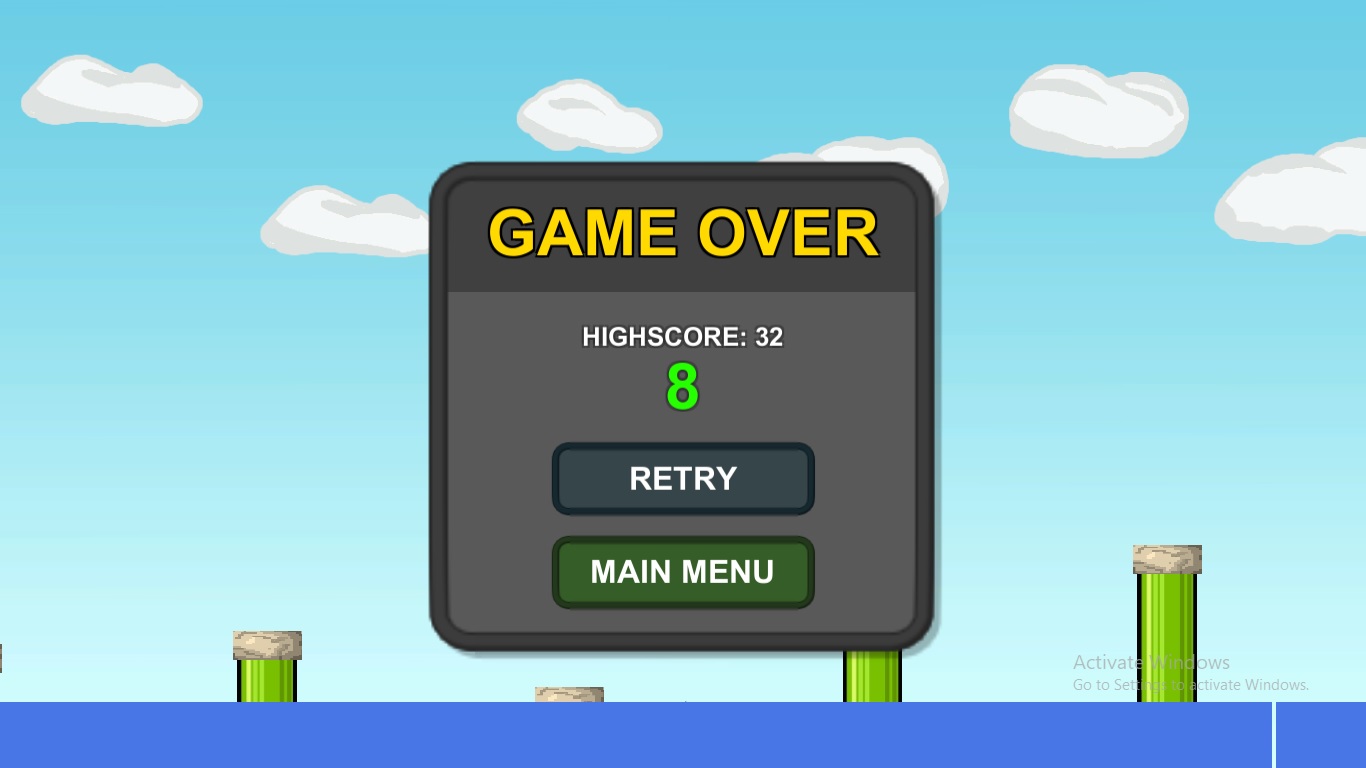 GAME OVER
HIGHSCORE: 32
8
RETRY
MAIN MENU
Activate Windows
Go to Settings to activate Windows.